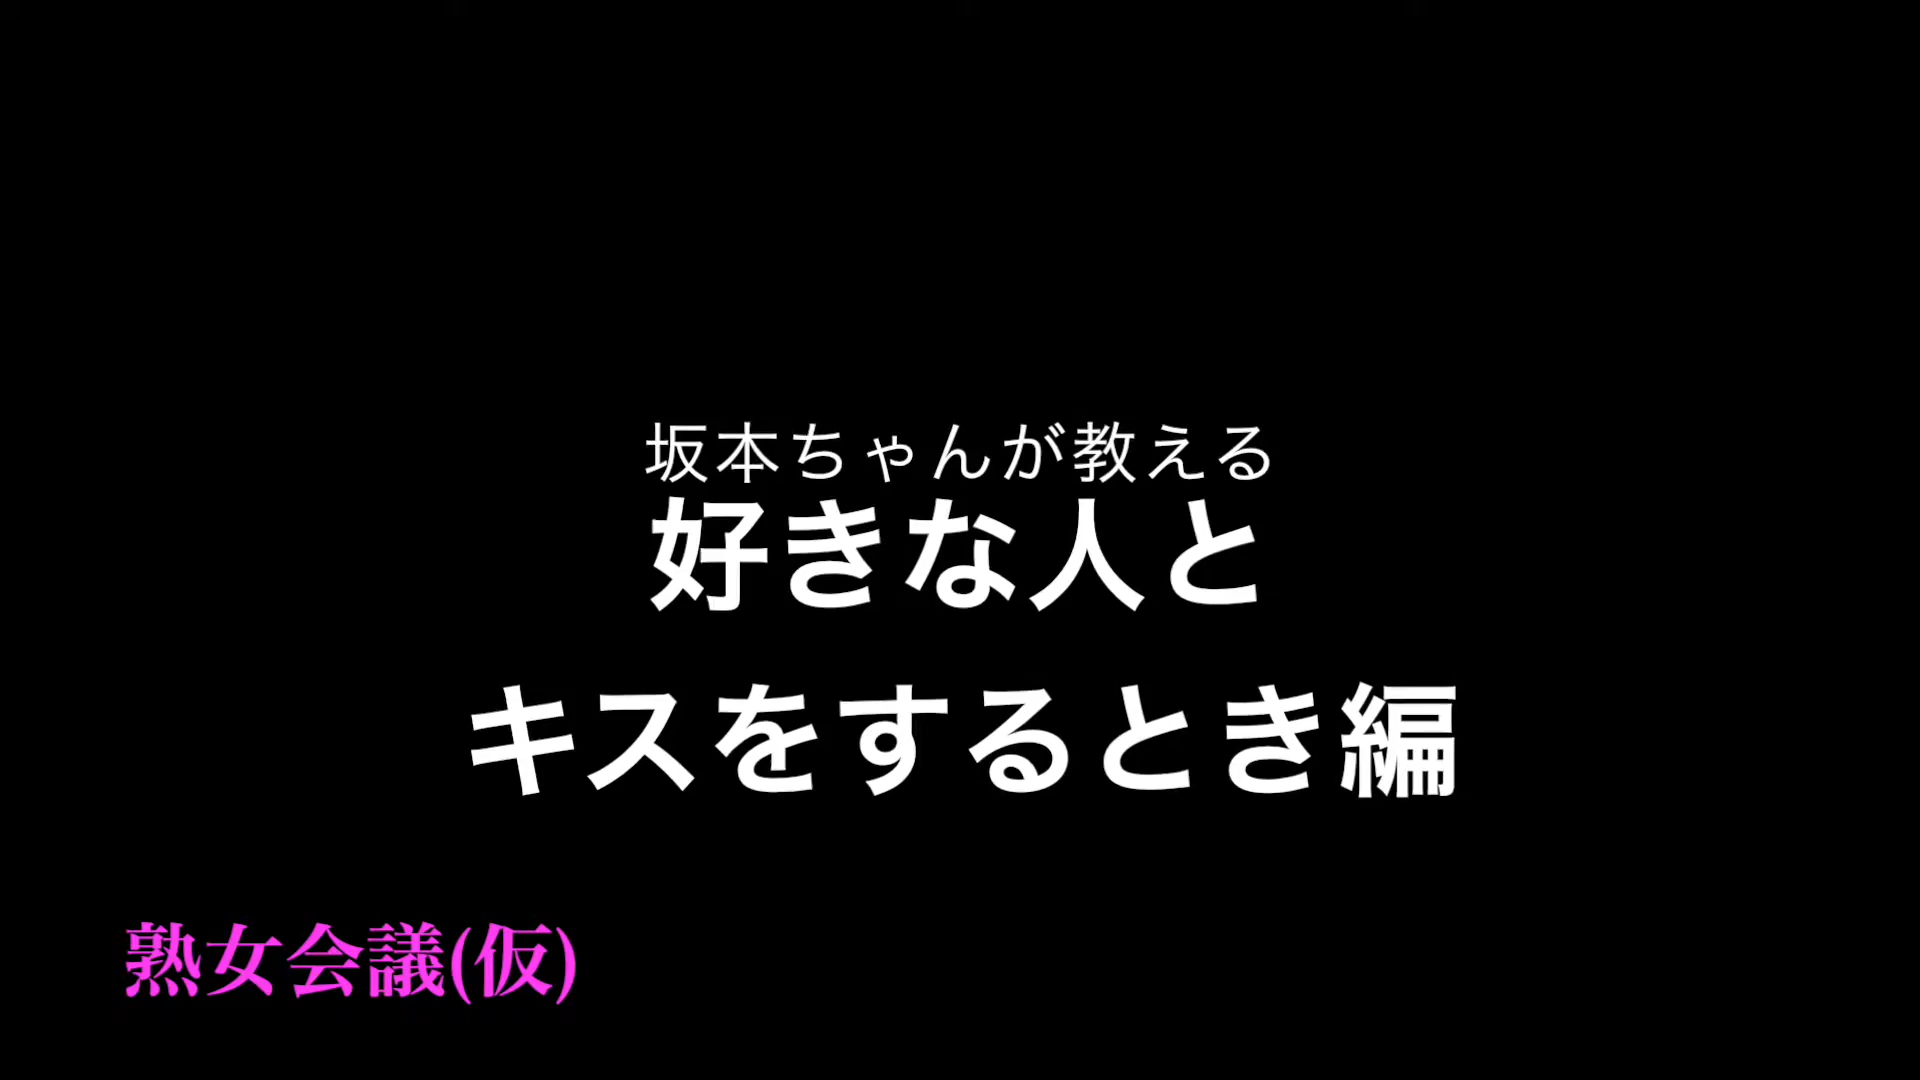 坂本ちゃんが教える
好きな人と
キスをするとき編
熟女会議(仮)